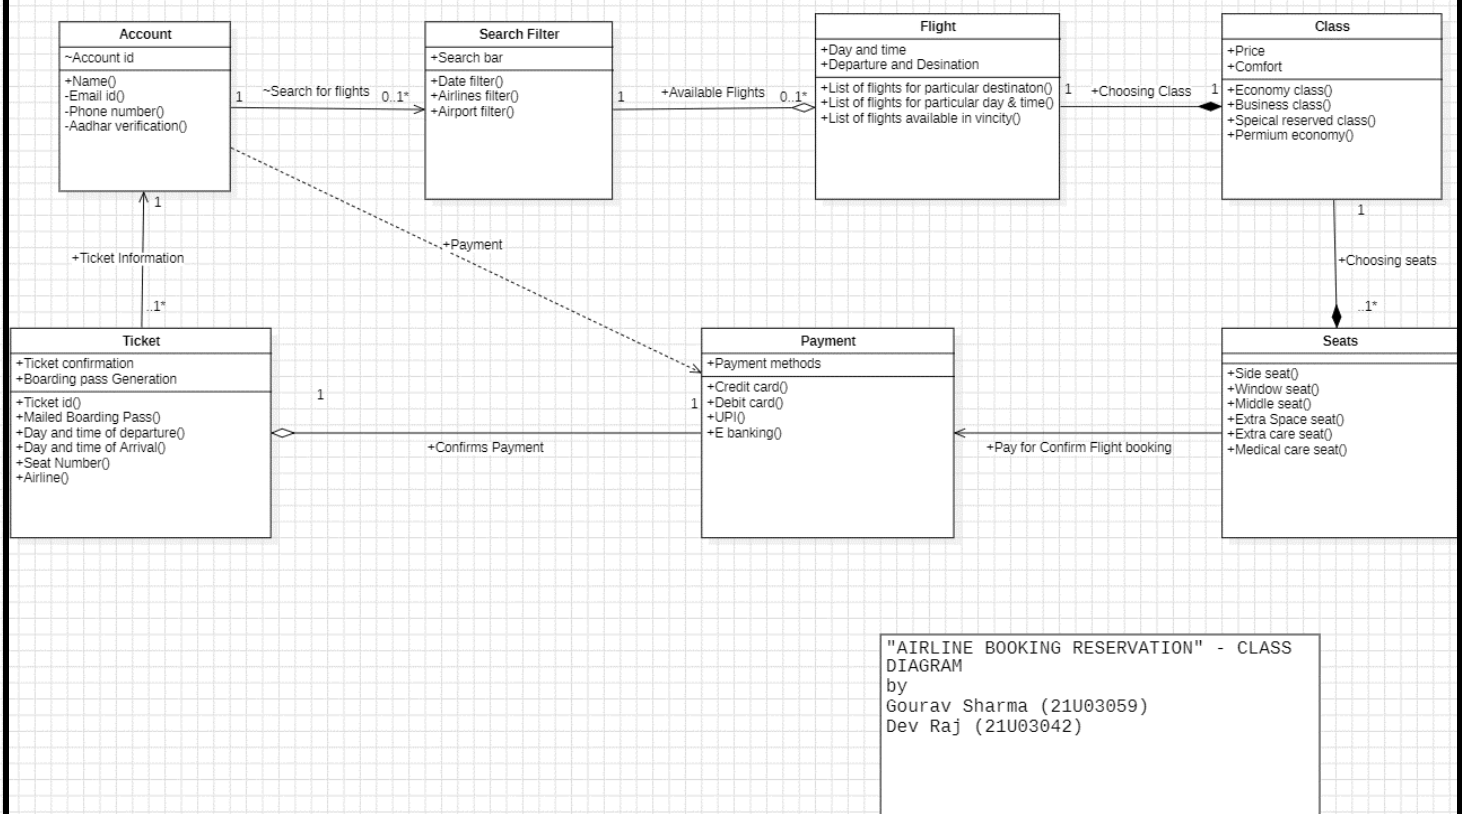 Account
~Account id
+Name()
-Email id()
-Phone number()
-Aadhar verification()
1
~Search for flights
0..1*
Search Filter
+Search bar
+Date filter()
+Airlines filter()
+Airport filter()
1
+Available Flights
0..1*
Flight
+Day and time
+Departure and Desination
+List of flights for particular destinaton()
+List of flights for particular day & time()
+List of flights available in vincity()
1
+Choosing Class
1
Class
+Price
+Comfort
+Economy class()
+Business class()
+Speical reserved class()
+Permium economy()
1
+Ticket Information
..1*
+Payment
1
+Choosing seats
..1*
Ticket
+Ticket confirmation
+Boarding pass Generation
+Ticket id()
+Mailed Boarding Pass()
+Day and time of departure()
+Day and time of Arrival()
+Seat Number()
+Airline()
1
+Confirms Payment
1
Payment
+Payment methods
+Credit card()
+Debit card()
+UPI()
+E banking()
+Pay for Confirm Flight booking
Seats
+Side seat()
+Window seat()
+Middle seat()
+Extra Space seat()
+Extra care seat()
+Medical care seat()
"AIRLINE BOOKING RESERVATION" - CLASS
DIAGRAM
by
Gourav Sharma (21U03059)
Dev Raj (21U03042)